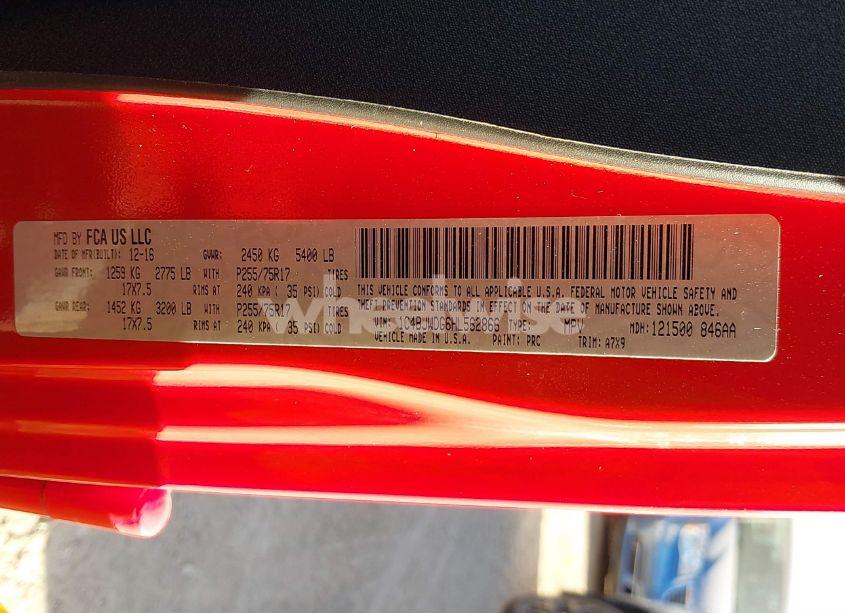 MFD BY FCA US LLC
DATE OF MFR(BUILT): 12-16 GVWR: 2450 KG 5400 LB
GAWR FRONT: 1259 KG 2775 LB WITH P255/75R17 TIRES
17X7.5 RIMS AT 240 KPA ( 35 PSI) COLD
GAWR REAR: 1452 KG 3200 LB WITH P255/75R17 TIRES
17X7.5 RIMS AT 240 KPA ( 35 PSI) COLD
THIS VEHICLE CONFORMS TO ALL APPLICABLE U.S.A. FEDERAL MOTOR VEHICLE SAFETY AND
THEFT PREVENTION STANDARDS IN EFFECT ON THE DATE OF MANUFACTURE SHOWN ABOVE.
VIN: 1C4BJWDG6HL562866 TYPE: MPV MDH: 121500 846AA
MADE IN U.S.A. PAINT: PRC TRIM: A7X9